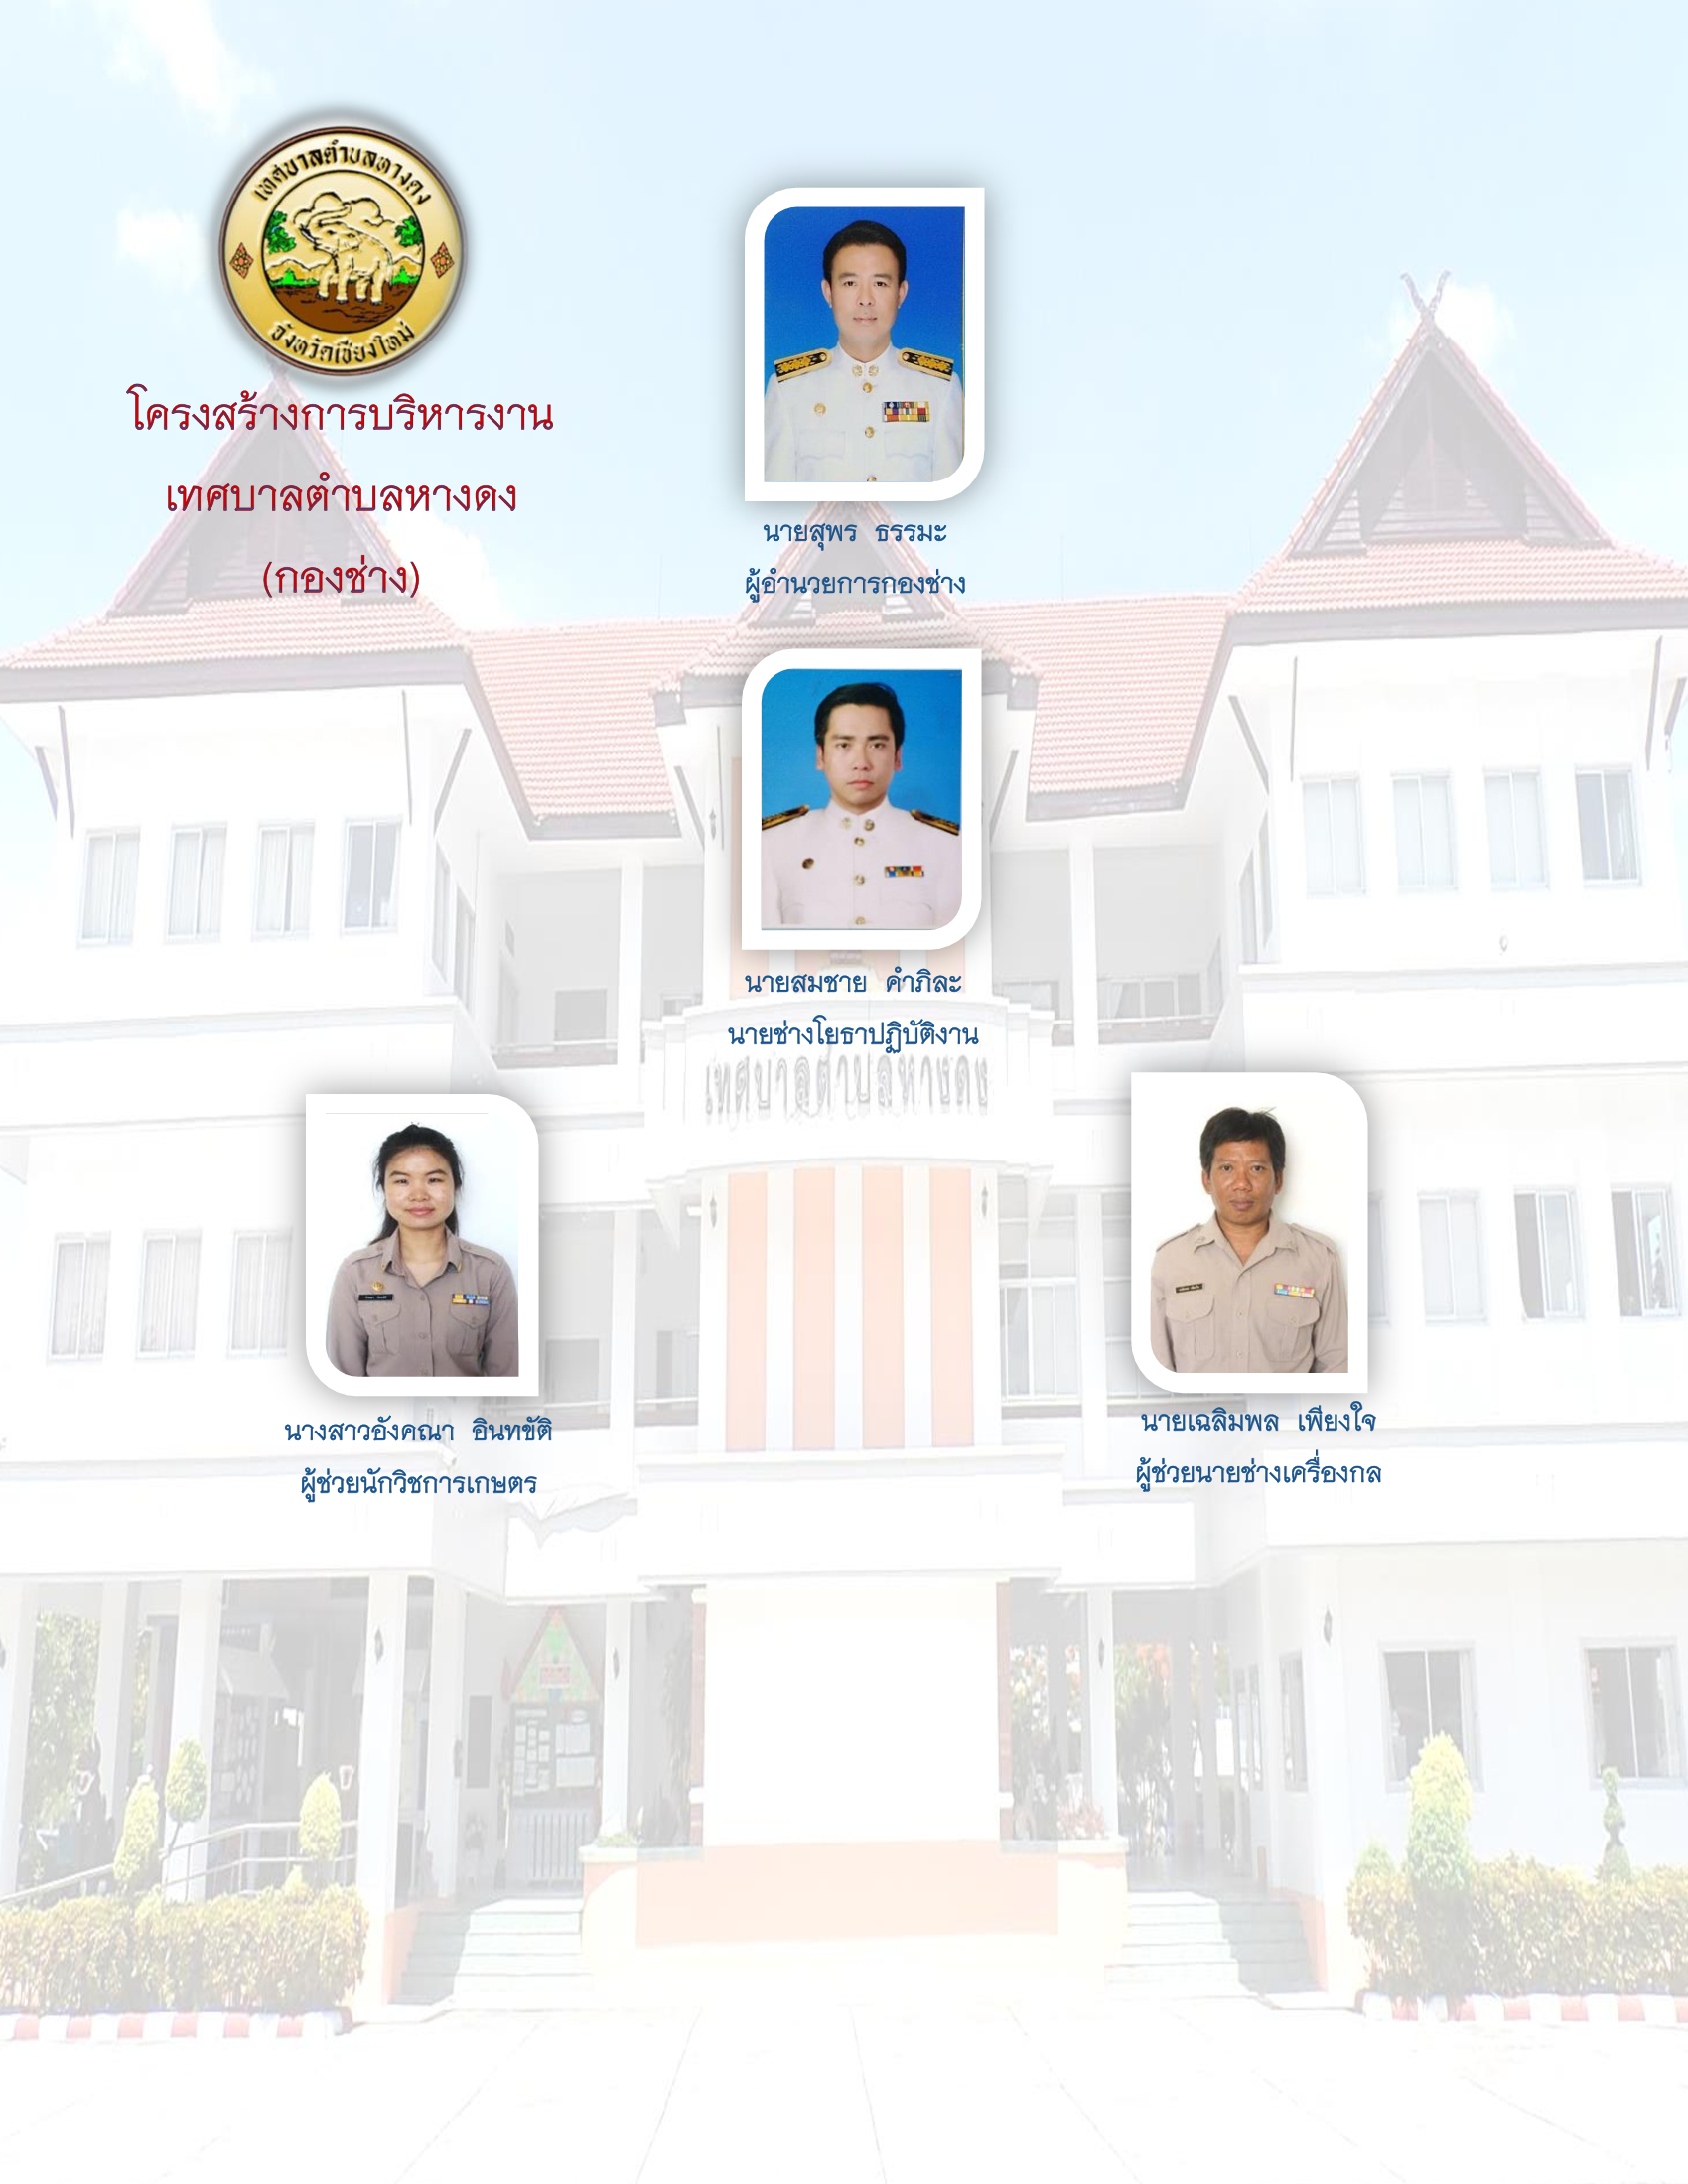 เทศบาลตำบลหางดง
จังหวัดเชียงใหม่
โครงสร้างการบริหารงาน
เทศบาลตำบลหางดง
(กองช่าง)
นายสุพร ธรรมะ
ผู้อำนวยการกองช่าง
นายสมชาย คำภิละ
นายช่างโยธาปฏิบัติงาน
เทศบาลตำบลหางดง
นางสาวอังคณา อินทขัติ
ผู้ช่วยนักวิชการเกษตร
นายเฉลิมพล เพียงใจ
ผู้ช่วยนายช่างเครื่องกล